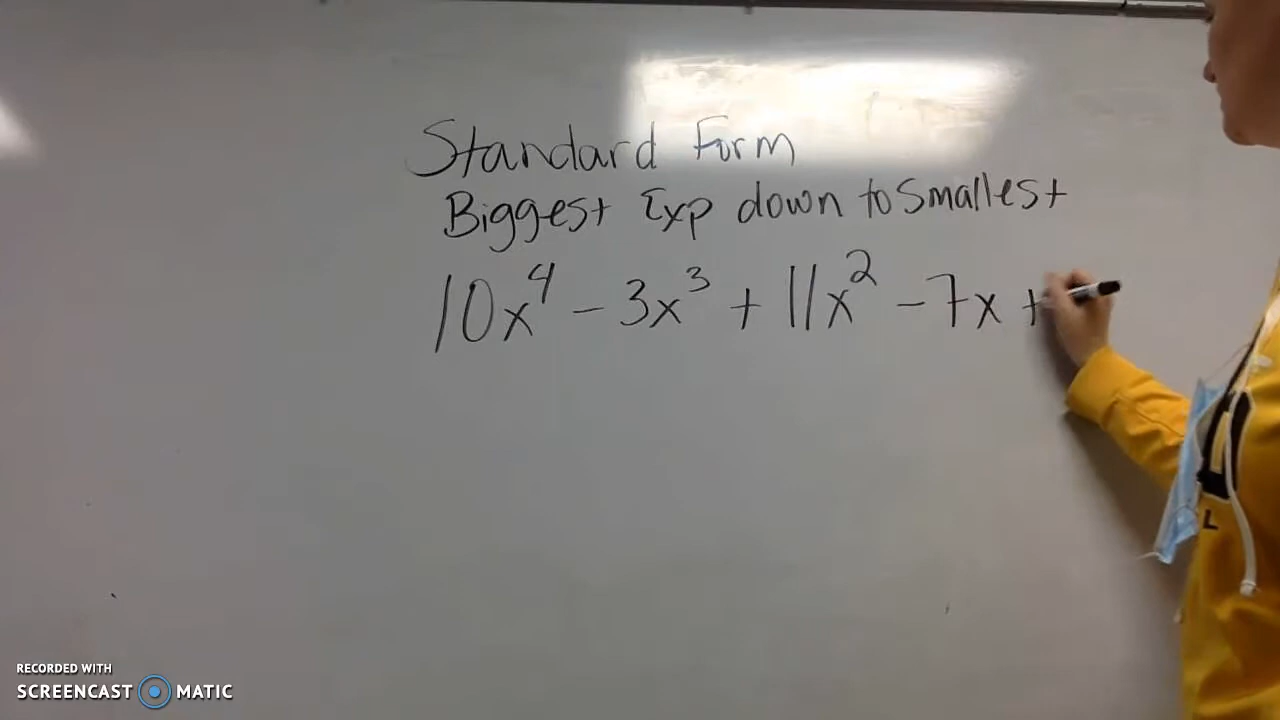 Standard Form
Biggest Exp down to smallest
10x⁴ - 3x³ + 11x² - 7x +
L
RECORDED WITH
SCREENCAST MATIC